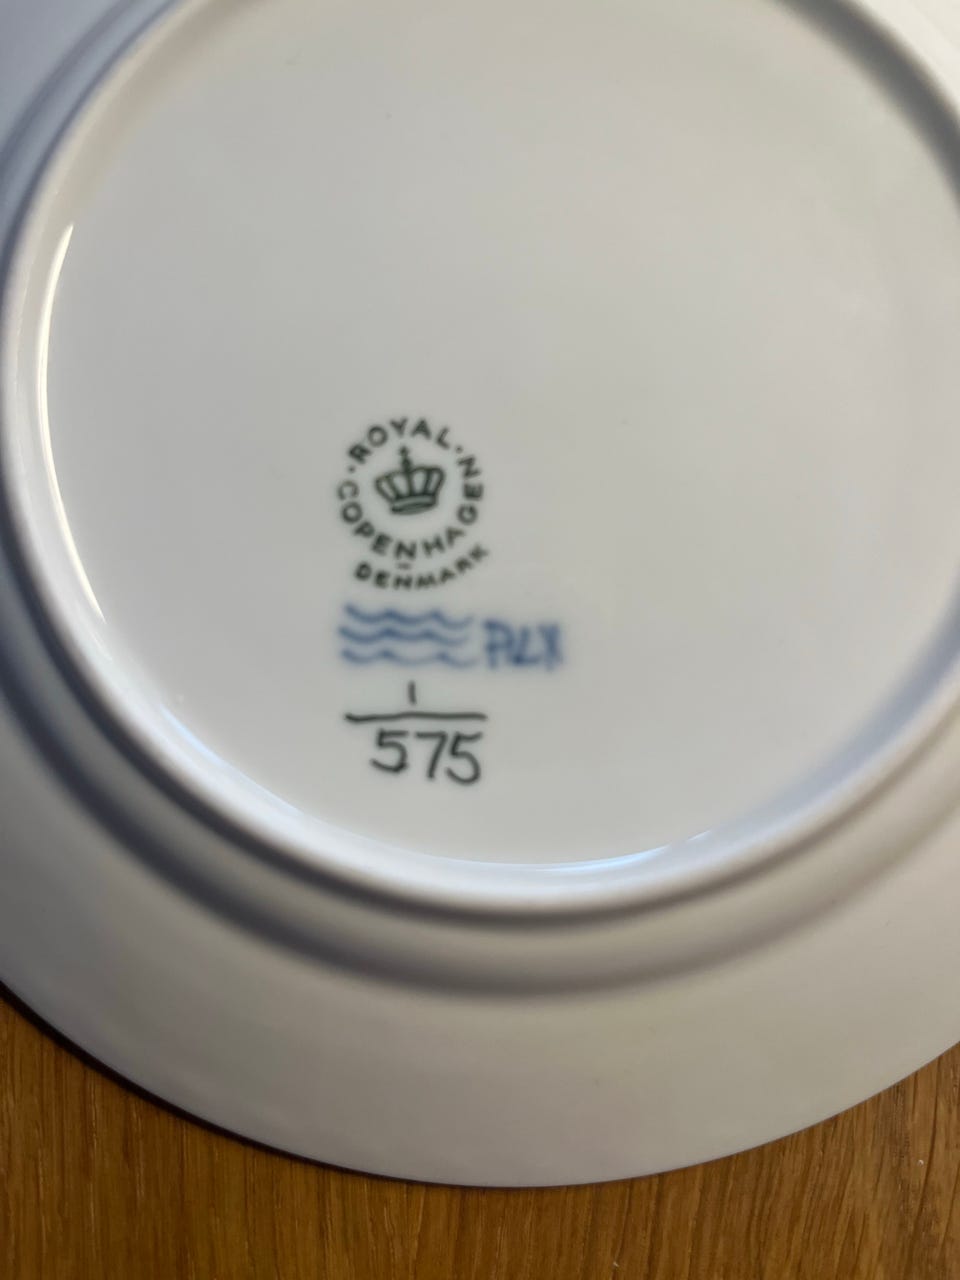 ROYAL
COPENHAGEN
DENMARK
1
575